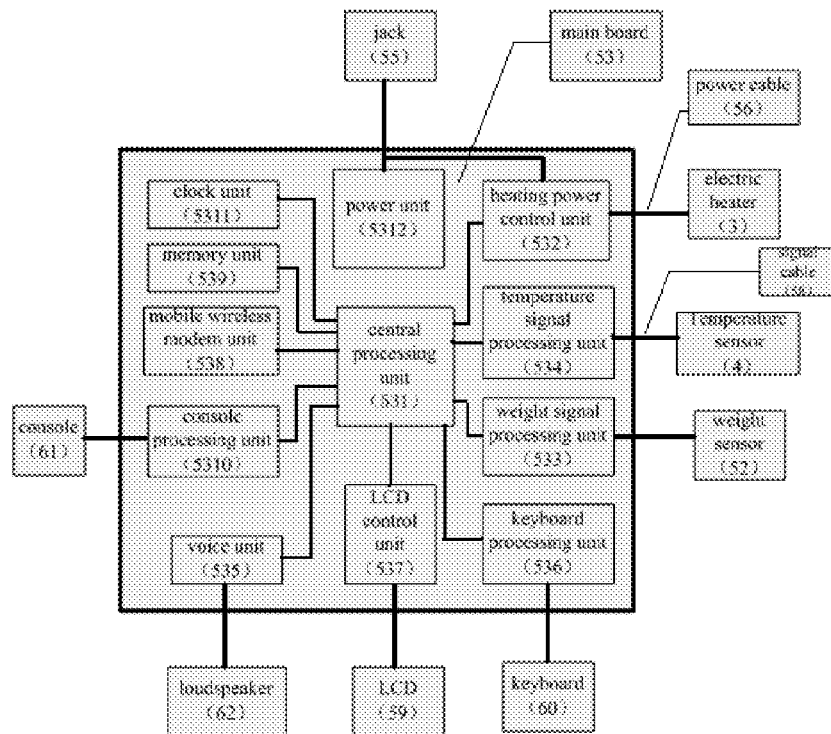 jack
(55)
main board
(53)
power cable
(56)
clock unit
(5311)
power unit
(5312)
heating power
control unit
(532)
electric
heater
(3)
memory unit
(539)
signal
cable
(58)
mobile wireless
modem unit
(538)
central
processing
unit
(531)
temperature
signal
processing unit
(534)
Temperature
sensor
(4)
console
(61)
console
processing unit
(5310)
weight signal
processing unit
(533)
weight
sensor
(52)
voice unit
(535)
LCD
control
unit
(537)
keyboard
processing unit
(536)
loudspeaker
(62)
LCD
(59)
keyboard
(60)